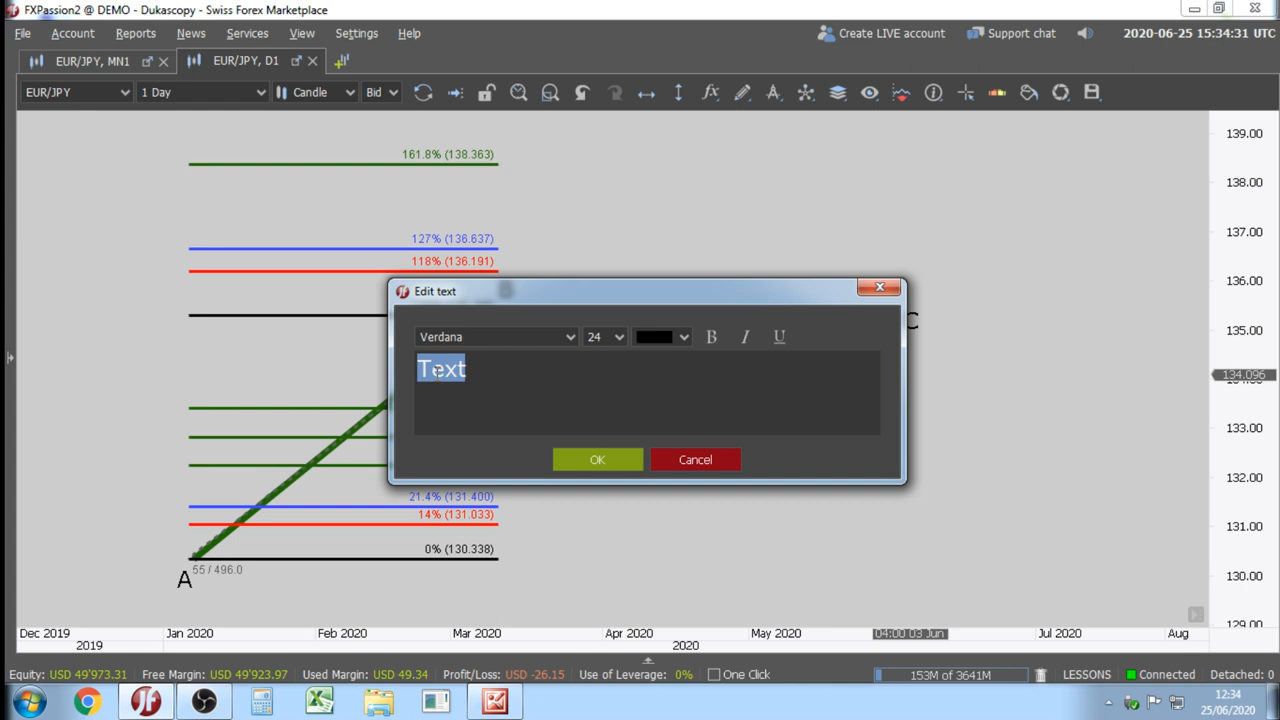 FXPassion2 @ DEMO - Dukascopy - Swiss Forex Marketplace
File Account Reports News Services View Settings Help
Create LIVE account Support chat 2020-06-25 15:34:31 UTC
EUR/JPY, MN1 EUR/JPY, D1
EUR/JPY 1 Day Candle Bid
139.00
161.8% (138.363)
138.00
127% (136.637)
137.00
118% (136.191)
136.00
Edit text
B
C
135.00
Verdana 24 B I U
Text
134.096
133.00
OK Cancel
132.00
21.4% (131.400)
14% (131.033)
131.00
0% (130.338)
55 / 496.0
A
130.00
129.00
Dec 2019 Jan 2020 Feb 2020 Mar 2020 Apr 2020 May 2020 04:00 03 Jun Jul 2020 Aug
2019 2020
Equity: USD 49'973.31 Free Margin: USD 49'923.97 Used Margin: USD 49.34 Profit/Loss: USD -26.15 Use of Leverage: 0% One Click 153M of 3641M LESSONS Connected Detached: 0
12:34
25/06/2020